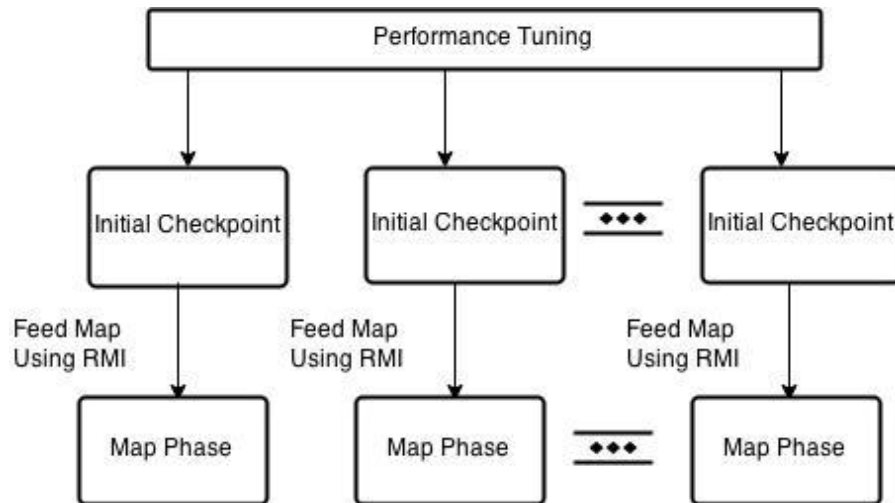 Performance Tuning
Initial Checkpoint
Initial Checkpoint
Initial Checkpoint
Feed Map
Using RMI
Feed Map
Using RMI
Feed Map
Using RMI
Map Phase
Map Phase
Map Phase